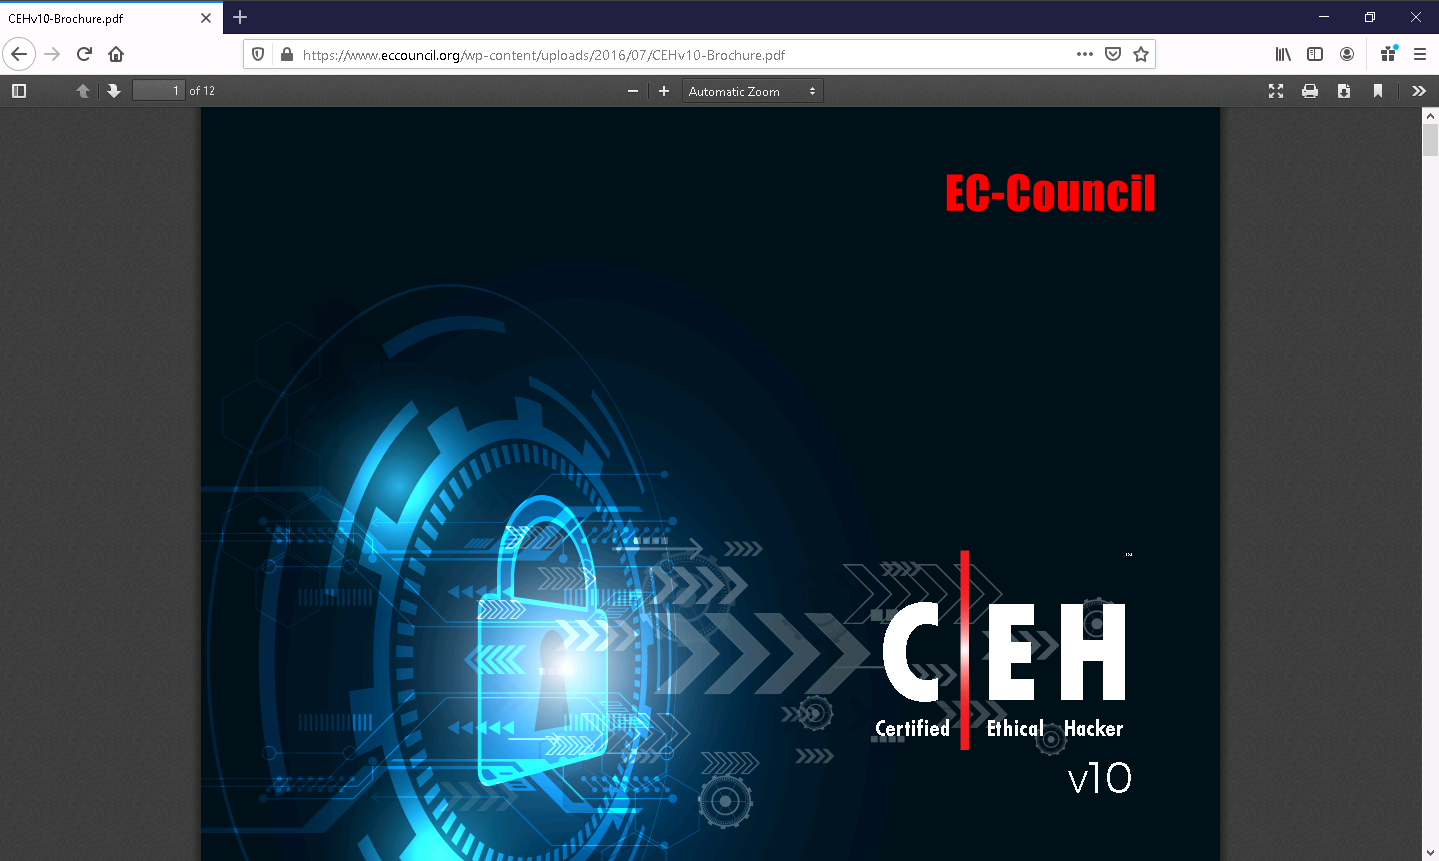 CEHv10-Brochure.pdf
https://www.eccouncil.org/wp-content/uploads/2016/07/CEHv10-Brochure.pdf
1 of 12
Automatic Zoom
EC-Council
TM
C EH
Certified Ethical Hacker
v10